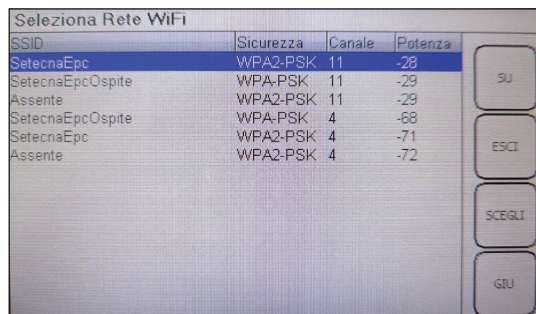 Seleziona Rete WiFi
SSID Sicurezza Canale Potenza
SetecnaEpc WPA2-PSK 11 -28
SetecnaEpcOspite WPA-PSK 11 -29
Assente WPA2-PSK 11 -29
SetecnaEpcOspite WPA-PSK 4 -68
SetecnaEpc WPA2-PSK 4 -71
Assente WPA2-PSK 4 -72
SU
ESCI
SCEGLI
GIU